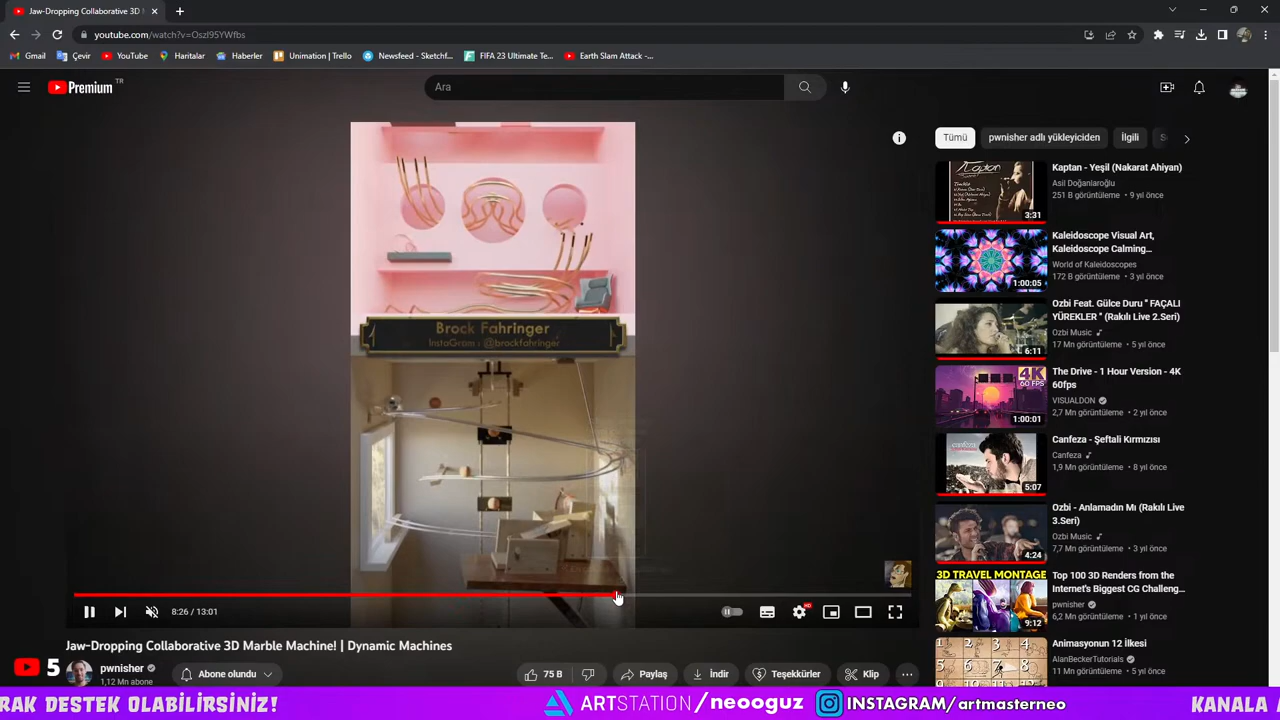 Jaw-Dropping Collaborative 3D
youtube.com/watch?v=OszI95YWfbs
Gmail
Çevir
YouTube
Haritalar
Haberler
Unimation | Trello
Newsfeed - Sketchf...
FIFA 23 Ultimate Te...
Earth Slam Attack -...
Premium TR
Ara
Tümü
pwnisher adlı yükleyiciden
İlgili
Brock Fahringer
InstaGram : @brockfahringer
8:26 / 13:01
HD
Jaw-Dropping Collaborative 3D Marble Machine! | Dynamic Machines
5
pwnisher
1,12 Mn abone
Abone olundu
75 B
Paylaş
İndir
Teşekkürler
Klip
Kaptan - Yeşil (Nakarat Ahiyan)
Asil Doğanlaroğlu
251 B görüntüleme • 9 yıl önce
3:31
Kaleidoscope Visual Art,
Kaleidoscope Calming...
World of Kaleidoscopes
172 B görüntüleme • 3 yıl önce
1:00:05
Ozbi Feat. Gülce Duru " FAÇALI
YÜREKLER " (Rakılı Live 2.Seri)
Ozbi Music
17 Mn görüntüleme • 5 yıl önce
6:11
The Drive - 1 Hour Version - 4K
60fps
VISUALDON
2,7 Mn görüntüleme • 2 yıl önce
4K
60 FPS
1:00:01
Canfeza - Şeftali Kırmızısı
Canfeza
1,9 Mn görüntüleme • 8 yıl önce
5:07
Ozbi - Anlamadın Mı (Rakılı Live
3.Seri)
Ozbi Music
7,7 Mn görüntüleme • 3 yıl önce
4:24
3D TRAVEL MONTAGE
Top 100 3D Renders from the
Internet's Biggest CG Challeng...
pwnisher
6,2 Mn görüntüleme • 1 yıl önce
9:12
Animasyonun 12 İlkesi
AlanBeckerTutorials
11 Mn görüntüleme • 5 yıl önce
RAK DESTEK OLABİLİRSİNİZ!
ARTSTATION/neooguz
INSTAGRAM/artmasterneo
KANALA